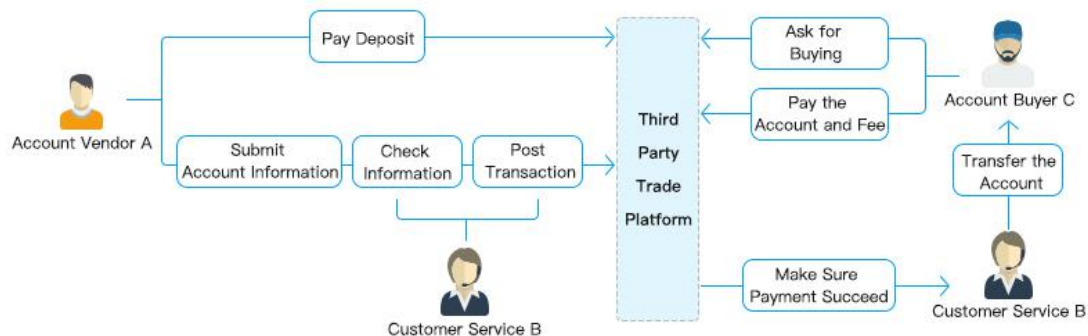 Pay Deposit
Account Vendor A
Submit
Account Information
Check
Information
Post
Transaction
Customer Service B
Third
Party
Trade
Platform
Ask for
Buying
Pay the
Account and Fee
Account Buyer C
Transfer the
Account
Make Sure
Payment Succeed
Customer Service B